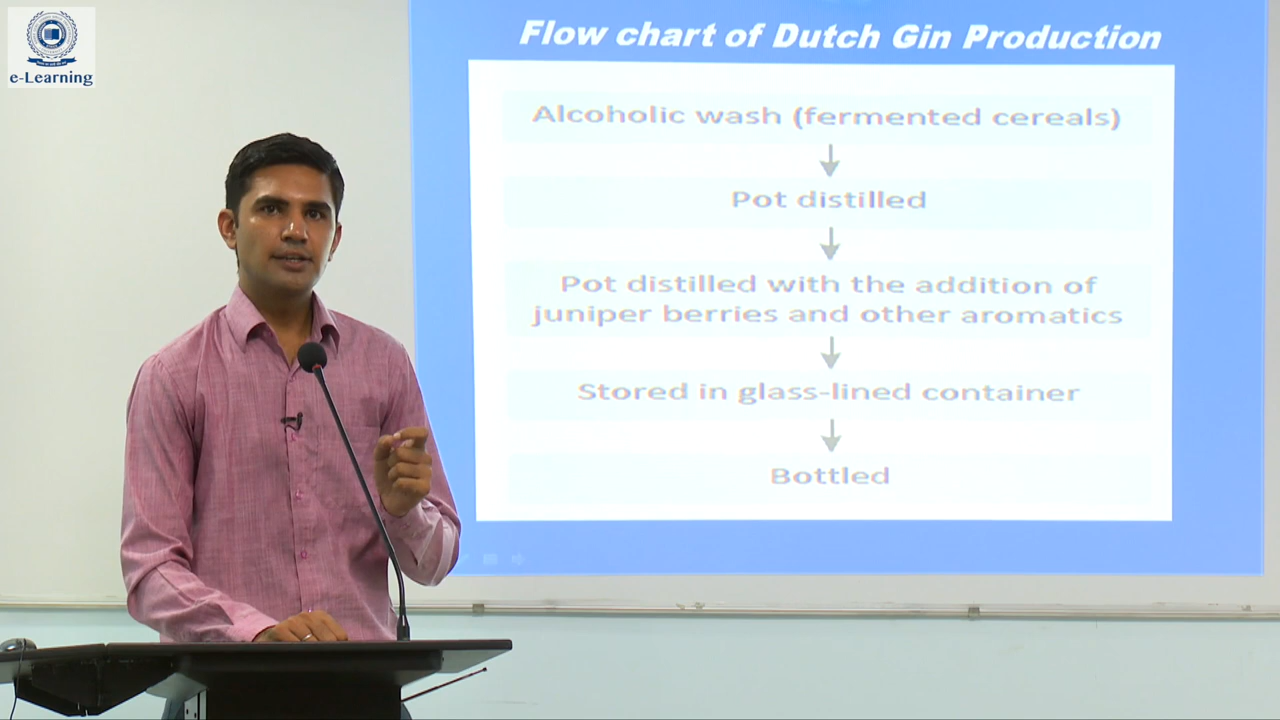 e-Learning
Flow chart of Dutch Gin Production
Alcoholic wash (fermented cereals)
Pot distilled
Pot distilled with the addition of
juniper berries and other aromatics
Stored in glass-lined container
Bottled